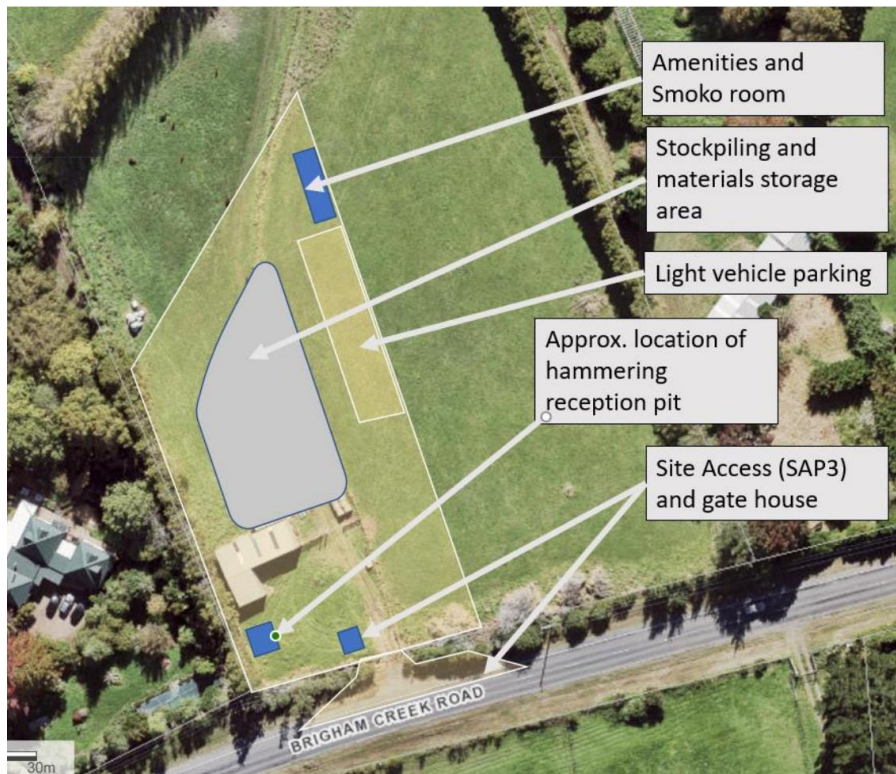 Amenities and
Smoko room
Stockpiling and
materials storage
area
Light vehicle parking
Approx. location of
hammering
reception pit
Site Access (SAP3)
and gate house
BRIGHAM CREEK ROAD
30m